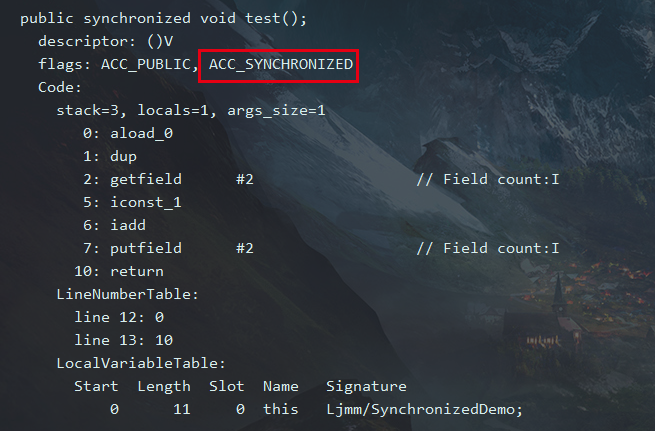 public synchronized void test();
descriptor: ()V
flags: ACC_PUBLIC, ACC_SYNCHRONIZED
Code:
stack=3, locals=1, args_size=1
0: aload_0
1: dup
2: getfield      #2                  // Field count:I
5: iconst_1
6: iadd
7: putfield      #2                  // Field count:I
10: return
LineNumberTable:
line 12: 0
line 13: 10
LocalVariableTable:
Start  Length  Slot  Name   Signature
0      11     0  this   Ljmm/SynchronizedDemo;